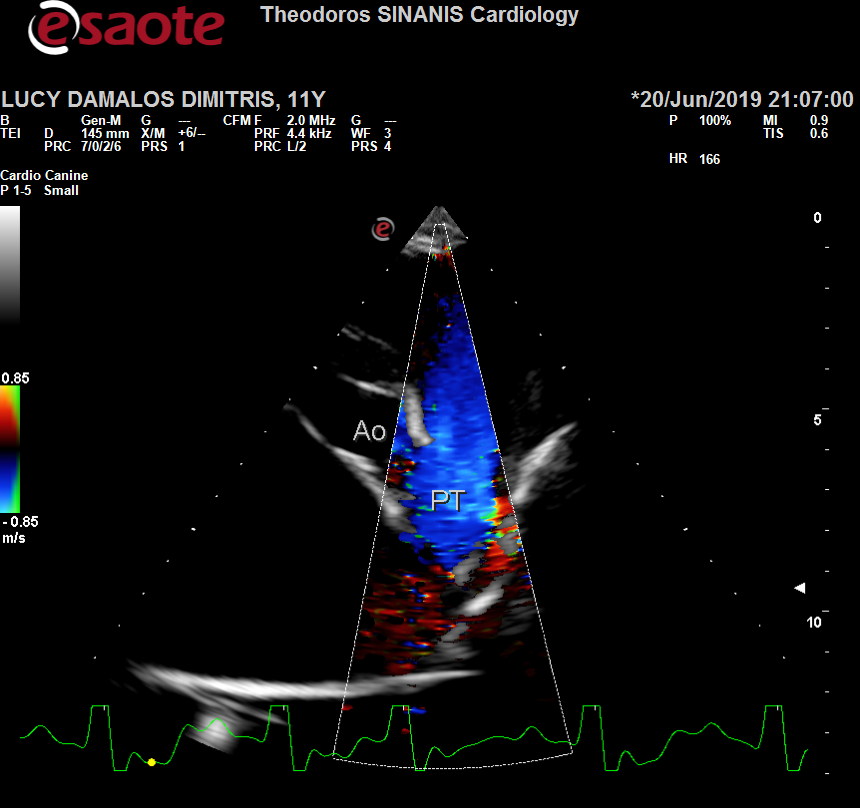 esaote
Theodoros SINANIS Cardiology
LUCY DAMALOS DIMITRIS, 11Y *20/Jun/2019 21:07:00
B Gen-M G --- CFM F 2.0 MHz G --- P 100% MI 0.9
TEI D 145 mm X/M +6/-- PRF 4.4 kHz WF 3 TIS 0.6
PRC 7/0/2/6 PRS 1 PRC L/2 PRS 4
HR 166
Cardio Canine
P 1-5 Small
e
0
0.85
5
Ao
PT
-0.85
m/s
10